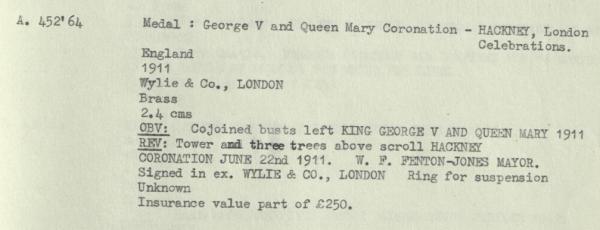 A. 452'64 Medal : George V and Queen Mary Coronation - HACKNEY, London
Celebrations.
England
1911
Wylie & Co., LONDON
Brass
2.4 cms
OBV: Cojoined busts left KING GEORGE V AND QUEEN MARY 1911
REV: Tower and three trees above scroll HACKNEY
CORONATION JUNE 22nd 1911. W. F. FENTON-JONES MAYOR.
Signed in ex. WYLIE & CO., LONDON Ring for suspension
Unknown
Insurance value part of £250.